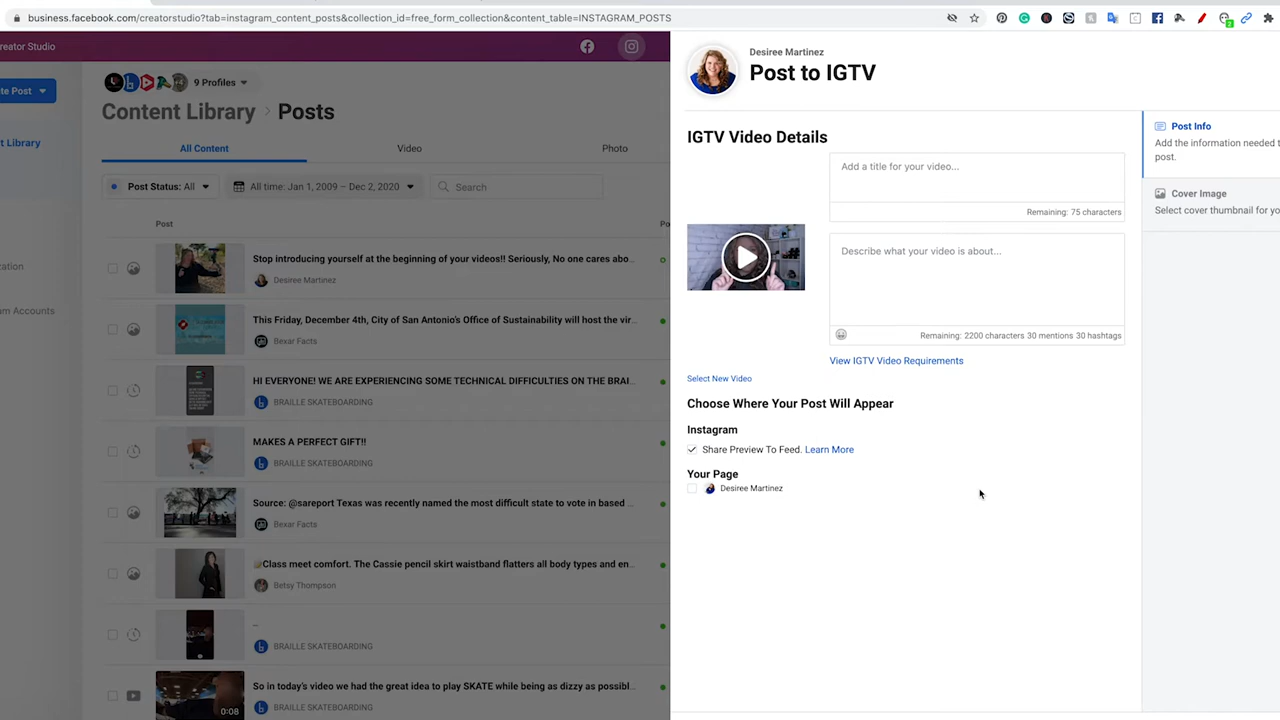 business.facebook.com/creatorstudio?tab=instagram_content_posts&collection_id=free_form_collection&content_table=INSTAGRAM_POSTS
reator Studio
te Post
9 Profiles
Content Library > Posts
t Library
All Content
Video
Photo
Post Status: All
All time: Jan 1, 2009 – Dec 2, 2020
Search
Post
Po
Stop introducing yourself at the beginning of your videos!! Seriously, No one cares abo...
Desiree Martinez
zation
This Friday, December 4th, City of San Antonio's Office of Sustainability will host the vir...
Bexar Facts
am Accounts
HI EVERYONE! WE ARE EXPERIENCING SOME TECHNICAL DIFFICULTIES ON THE BRAI...
BRAILLE SKATEBOARDING
MAKES A PERFECT GIFT!!
BRAILLE SKATEBOARDING
Source: @sareport Texas was recently named the most difficult state to vote in based ...
Bexar Facts
Class meet comfort. The Cassie pencil skirt waistband flatters all body types and en...
Betsy Thompson
...
BRAILLE SKATEBOARDING
So in today's video we had the great idea to play SKATE while being as dizzy as possibl...
BRAILLE SKATEBOARDING
0:08
Desiree Martinez
Post to IGTV
IGTV Video Details
Add a title for your video...
Remaining: 75 characters
Describe what your video is about...
Remaining: 2200 characters 30 mentions 30 hashtags
View IGTV Video Requirements
Select New Video
Choose Where Your Post Will Appear
Instagram
Share Preview To Feed. Learn More
Your Page
Desiree Martinez
Post Info
Add the information needed t
post.
Cover Image
Select cover thumbnail for yo